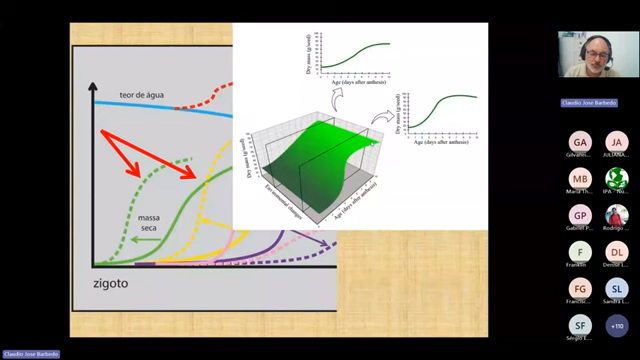 teor de água
massa
seca
zigoto
Dry mass (g/seed)
Age (days after anthesis)
Dry mass (g/seed)
Age (days after anthesis)
Dry mass (g/seed)
Environmental changes
Age (days after anthesis)
Claudio Jose Barbedo
GA
JA
Gilvanei...
JULIANA...
MB
Maria Th...
IPA - Nu...
GP
Gabriel P...
Rodrigo ...
F
DL
Franklin
Denise L...
FG
SL
Francisc...
Sandra L...
SF
+110
Sérgio E...
Claudio Jose Barbedo